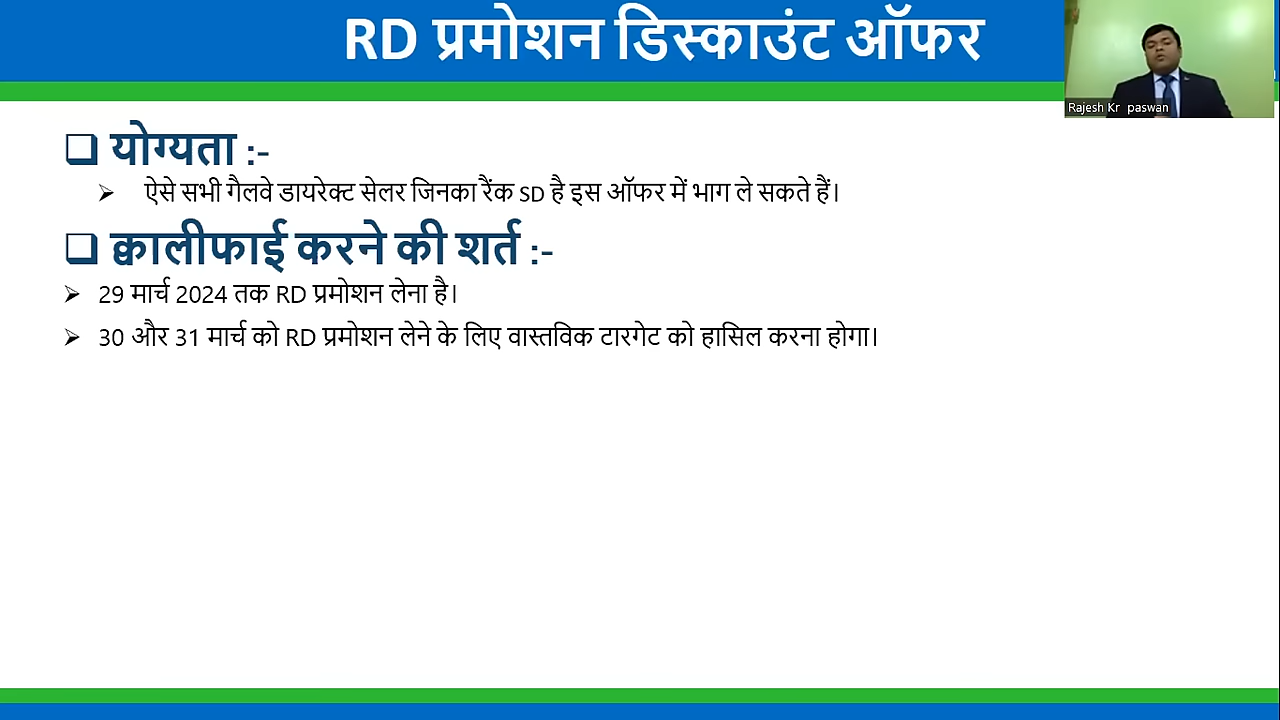 RD प्रमोशन डिस्काउंट ऑफर
Rajesh Kr paswan
योग्यता :-
ऐसे सभी गैलवे डायरेक्ट सेलर जिनका रैंक SD है इस ऑफर में भाग ले सकते हैं।
क्वालीफाई करने की शर्त :-
29 मार्च 2024 तक RD प्रमोशन लेना है।
30 और 31 मार्च को RD प्रमोशन लेने के लिए वास्तविक टारगेट को हासिल करना होगा।